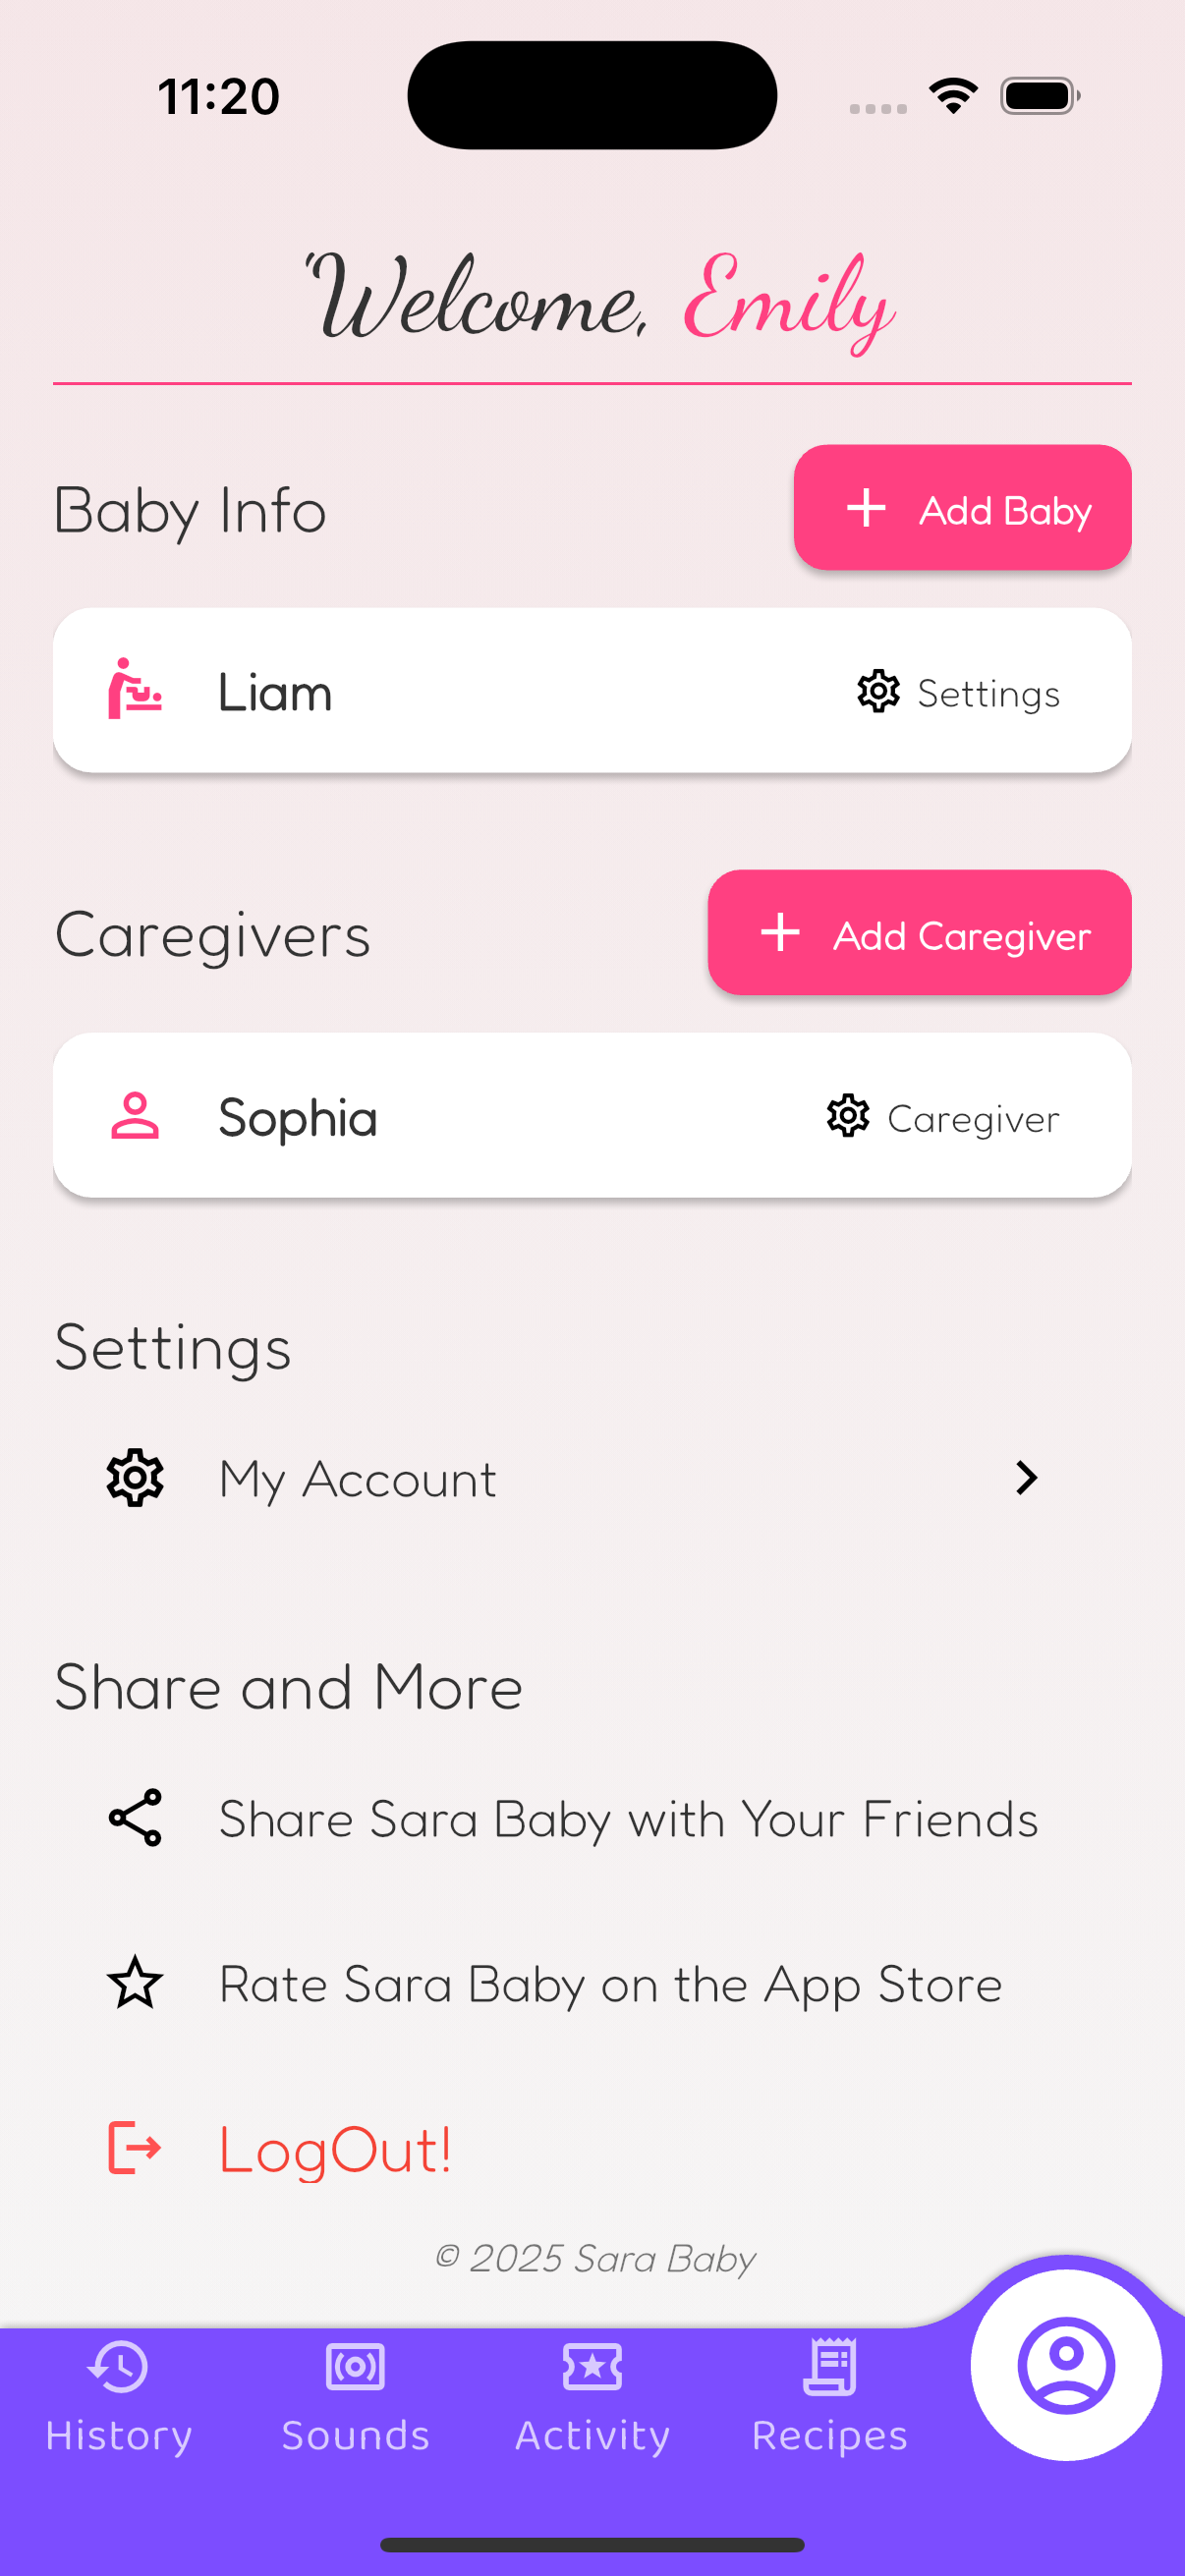 11:20
Welcome, Emily
Baby Info
+ Add Baby
Liam
Settings
Caregivers
+ Add Caregiver
Sophia
Caregiver
Settings
My Account
Share and More
Share Sara Baby with Your Friends
Rate Sara Baby on the App Store
LogOut!
© 2025 Sara Baby
History Sounds Activity Recipes